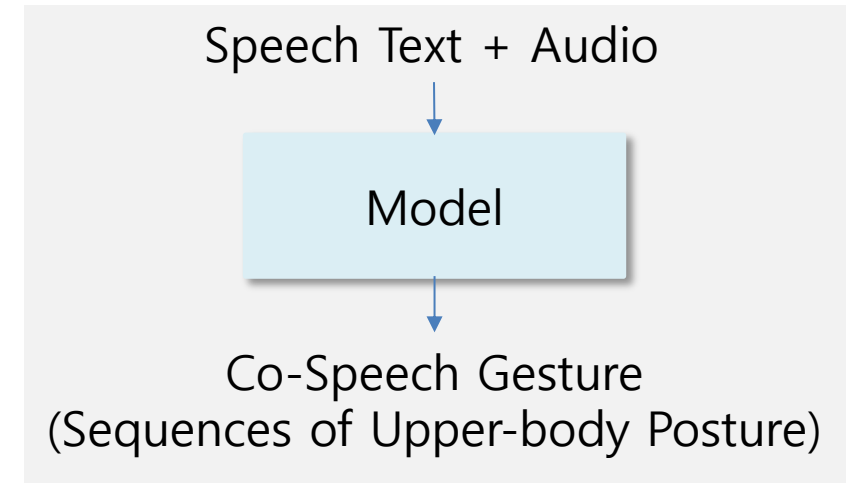 Speech Text + Audio
Model
Co-Speech Gesture
(Sequences of Upper-body Posture)